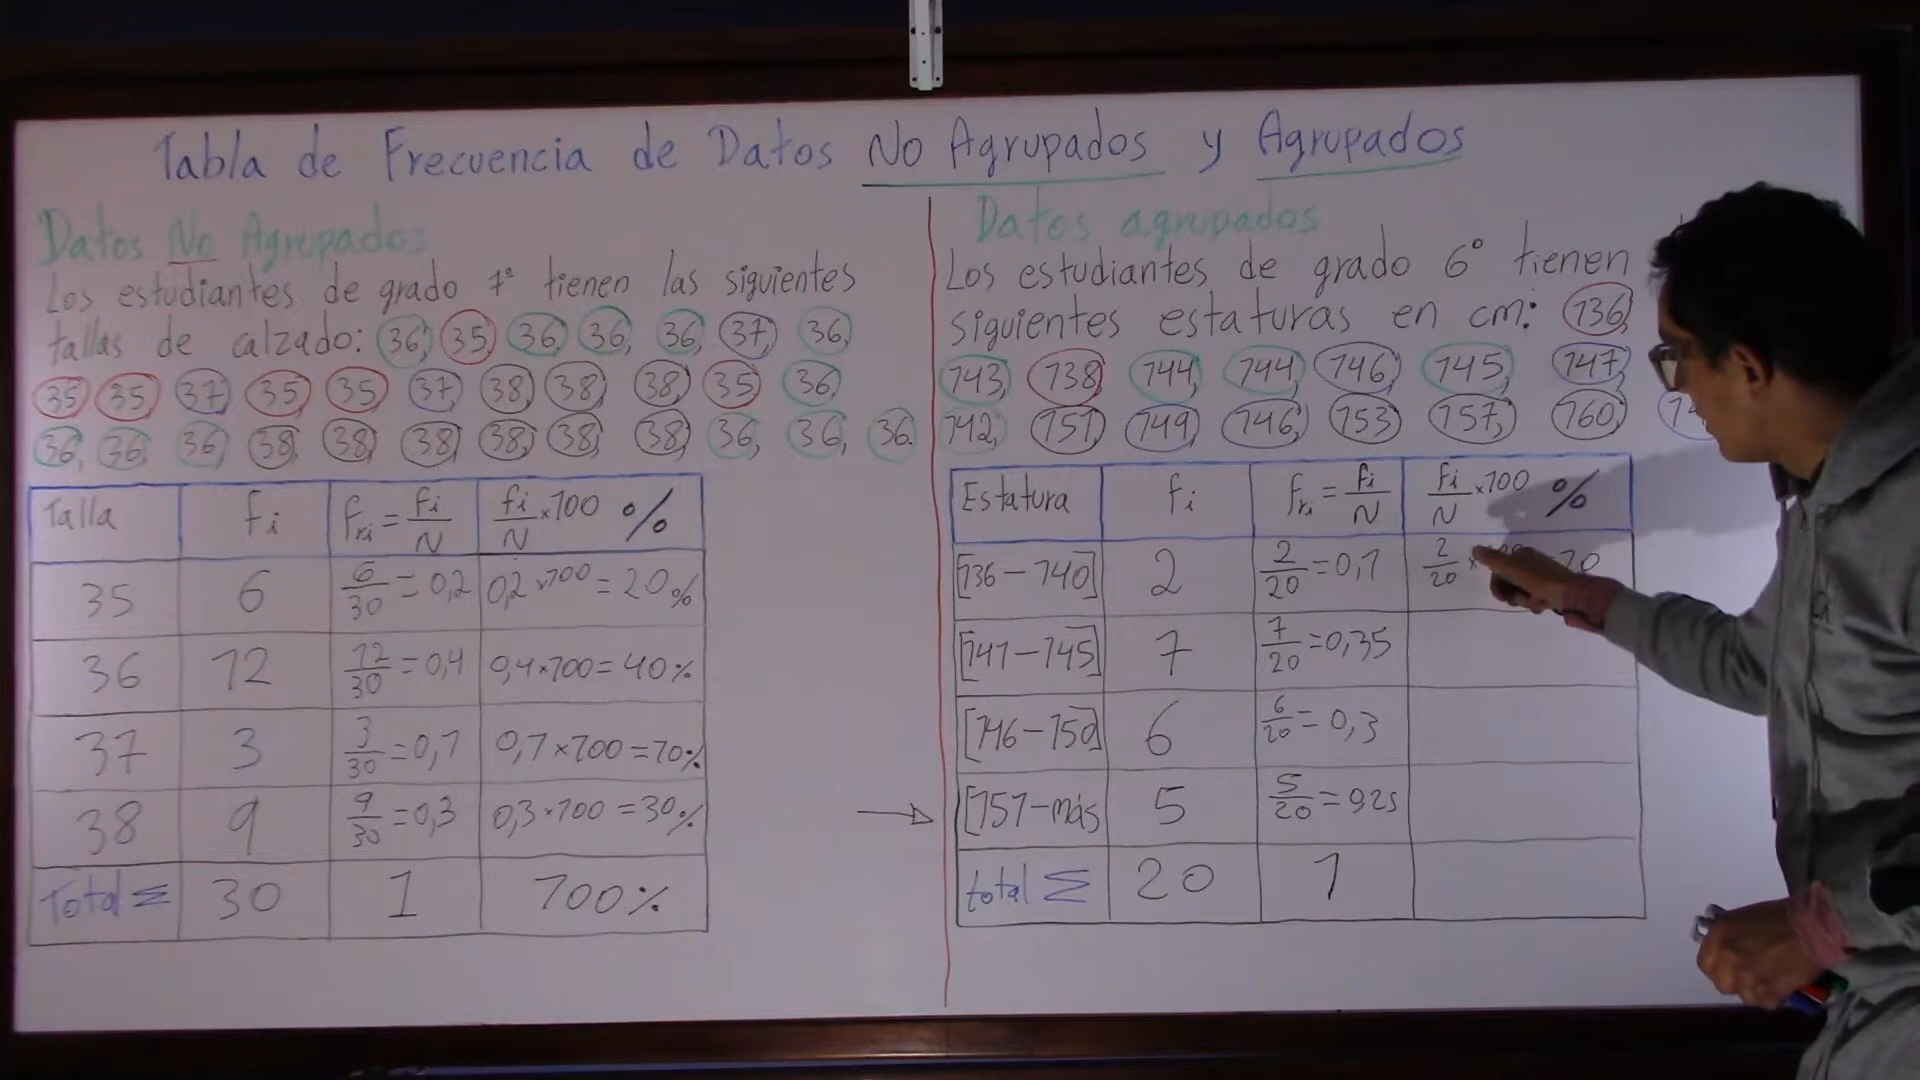 Tabla de Frecuencia de Datos No Agrupados y Agrupados
Datos No Agrupados
Los estudiantes de grado 7° tienen las siguientes
tallas de calzado: 36, 35, 36, 36, 36, 37, 36,
35 35 37 35 35 37, 38, 38, 38, 35 36,
36, 36, 36, 38, 38, 38, 38, 38, 38, 36, 36, 36.
Talla fi fri = fi/N fi/N ×100 %
35 6 6/30 = 0,2 0,2 ×100 = 20%
36 12 12/30 = 0,4 0,4×100 = 40%
37 3 3/30 = 0,1 0,1×100 = 10%
38 9 9/30 = 0,3 0,3×100 = 30%
Total Σ 30 1 100%
Datos agrupados
Los estudiantes de grado 6° tienen
siguientes estaturas en cm: 136,
143, 138, 144, 144, 146, 145, 147,
142, 151, 149, 146, 153, 157, 160,
Estatura fi fri = fi/N fi/N ×100 %
[136 – 140] 2 2/20 = 0,1 2/20
[141 – 145] 7 7/20 = 0,35
[146 – 150] 6 6/20 = 0,3
→ [151 – más 5 5/20 = 0,25
total Σ 20 1